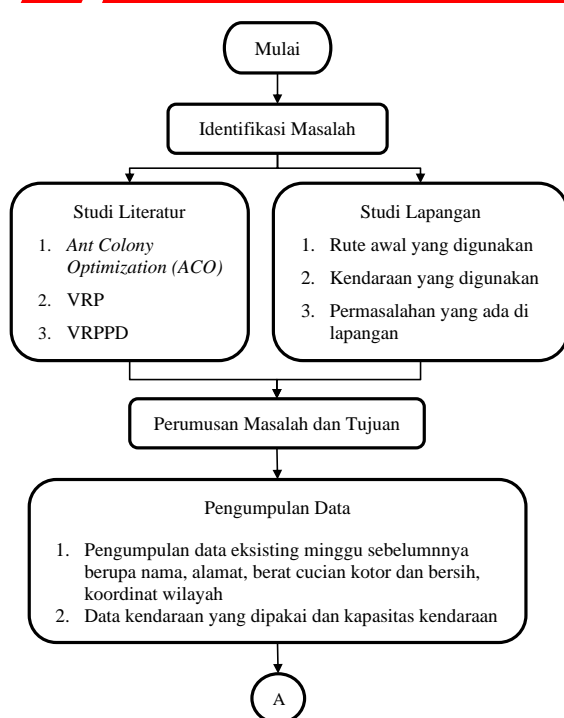 Mulai
Identifikasi Masalah
Studi Literatur
1. Ant Colony
Optimization (ACO)
2. VRP
3. VRPPD
Studi Lapangan
1. Rute awal yang digunakan
2. Kendaraan yang digunakan
3. Permasalahan yang ada di
lapangan
Perumusan Masalah dan Tujuan
Pengumpulan Data
1. Pengumpulan data eksisting minggu sebelumnnya
berupa nama, alamat, berat cucian kotor dan bersih,
koordinat wilayah
2. Data kendaraan yang dipakai dan kapasitas kendaraan
A